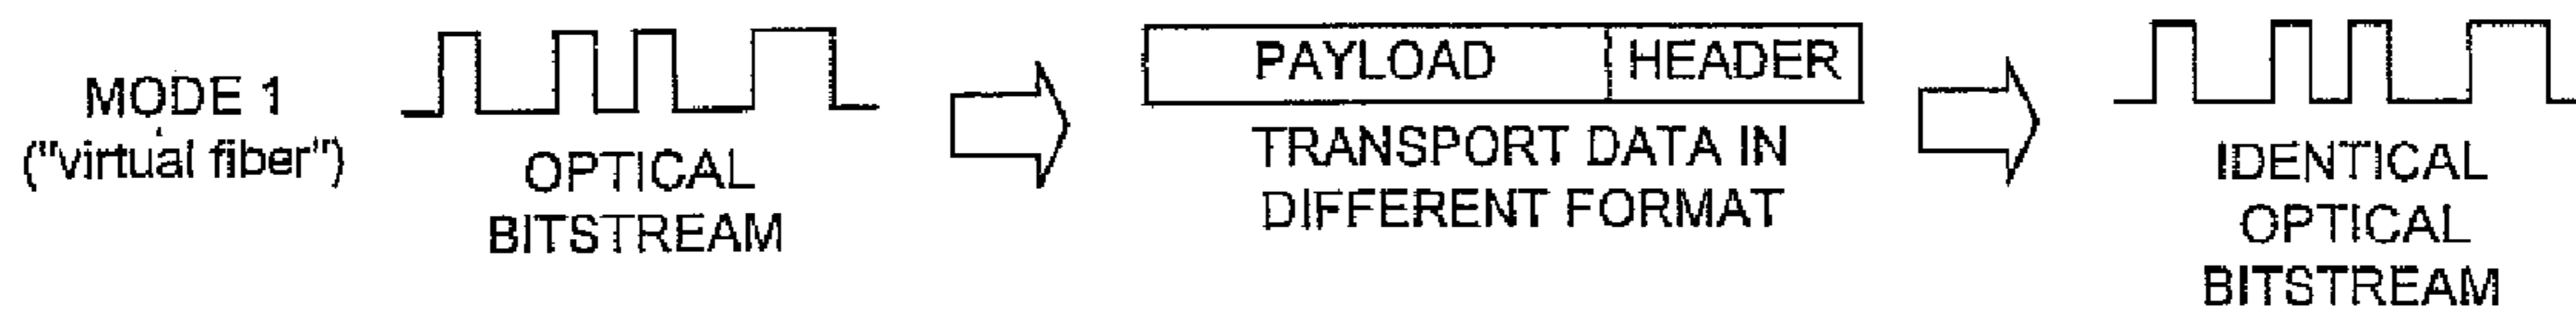 MODE 1
("virtual fiber")
OPTICAL
BITSTREAM
PAYLOAD HEADER
TRANSPORT DATA IN
DIFFERENT FORMAT
IDENTICAL
OPTICAL
BITSTREAM